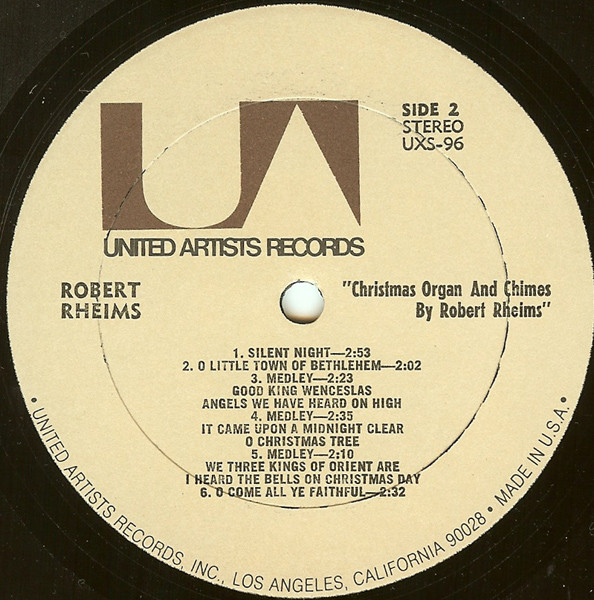 SIDE 2
STEREO
UXS-96
UA
UNITED ARTISTS RECORDS
ROBERT
RHEIMS
"Christmas Organ And Chimes
By Robert Rheims"
1. SILENT NIGHT—2:53
2. O LITTLE TOWN OF BETHLEHEM—2:02
3. MEDLEY—2:23
GOOD KING WENCESLAS
ANGELS WE HAVE HEARD ON HIGH
4. MEDLEY—2:35
IT CAME UPON A MIDNIGHT CLEAR
O CHRISTMAS TREE
5. MEDLEY—2:10
WE THREE KINGS OF ORIENT ARE
I HEARD THE BELLS ON CHRISTMAS DAY
6. O COME ALL YE FAITHFUL—2:32
• UNITED ARTISTS RECORDS, INC., LOS ANGELES, CALIFORNIA 90028 • MADE IN U.S.A. •